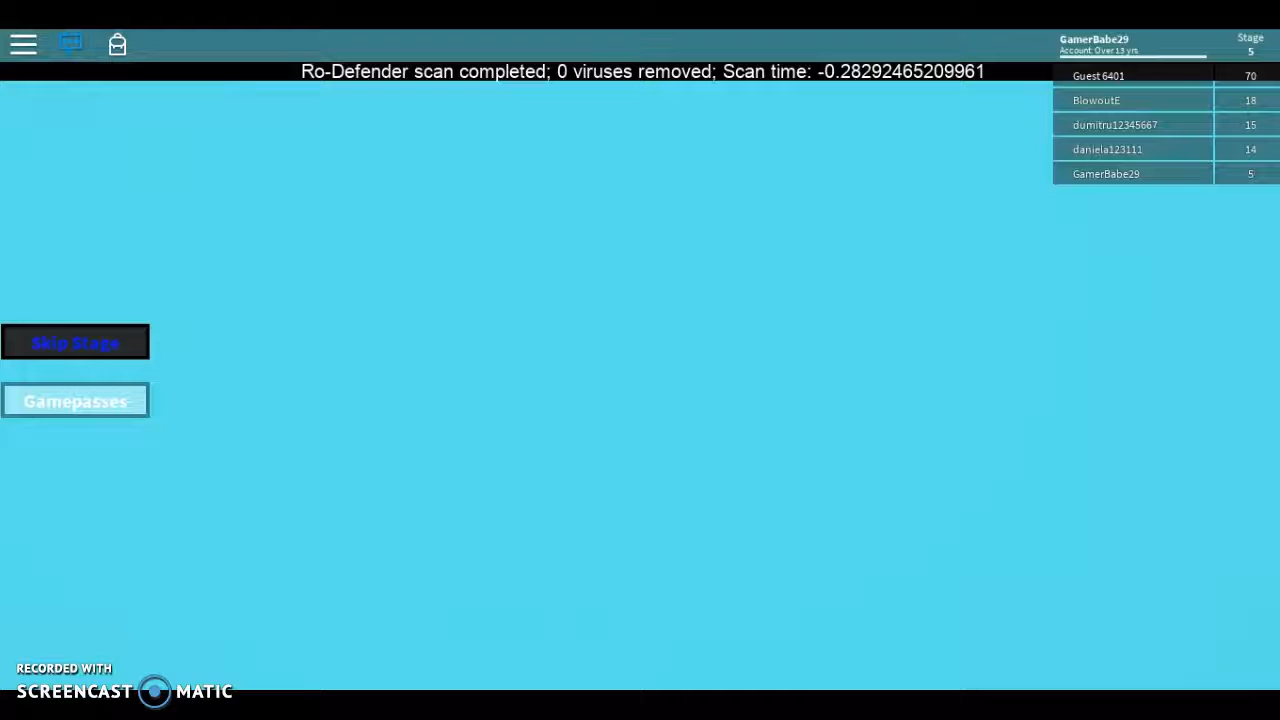 GamerBabe29
Account: Over 13 yrs
Stage
5
Ro-Defender scan completed; 0 viruses removed; Scan time: -0.28292465209961
Guest 6401 70
BlowoutE 18
dumitru12345667 15
daniela123111 14
GamerBabe29 5
Skip Stage
Gamepasses
RECORDED WITH
SCREENCAST MATIC